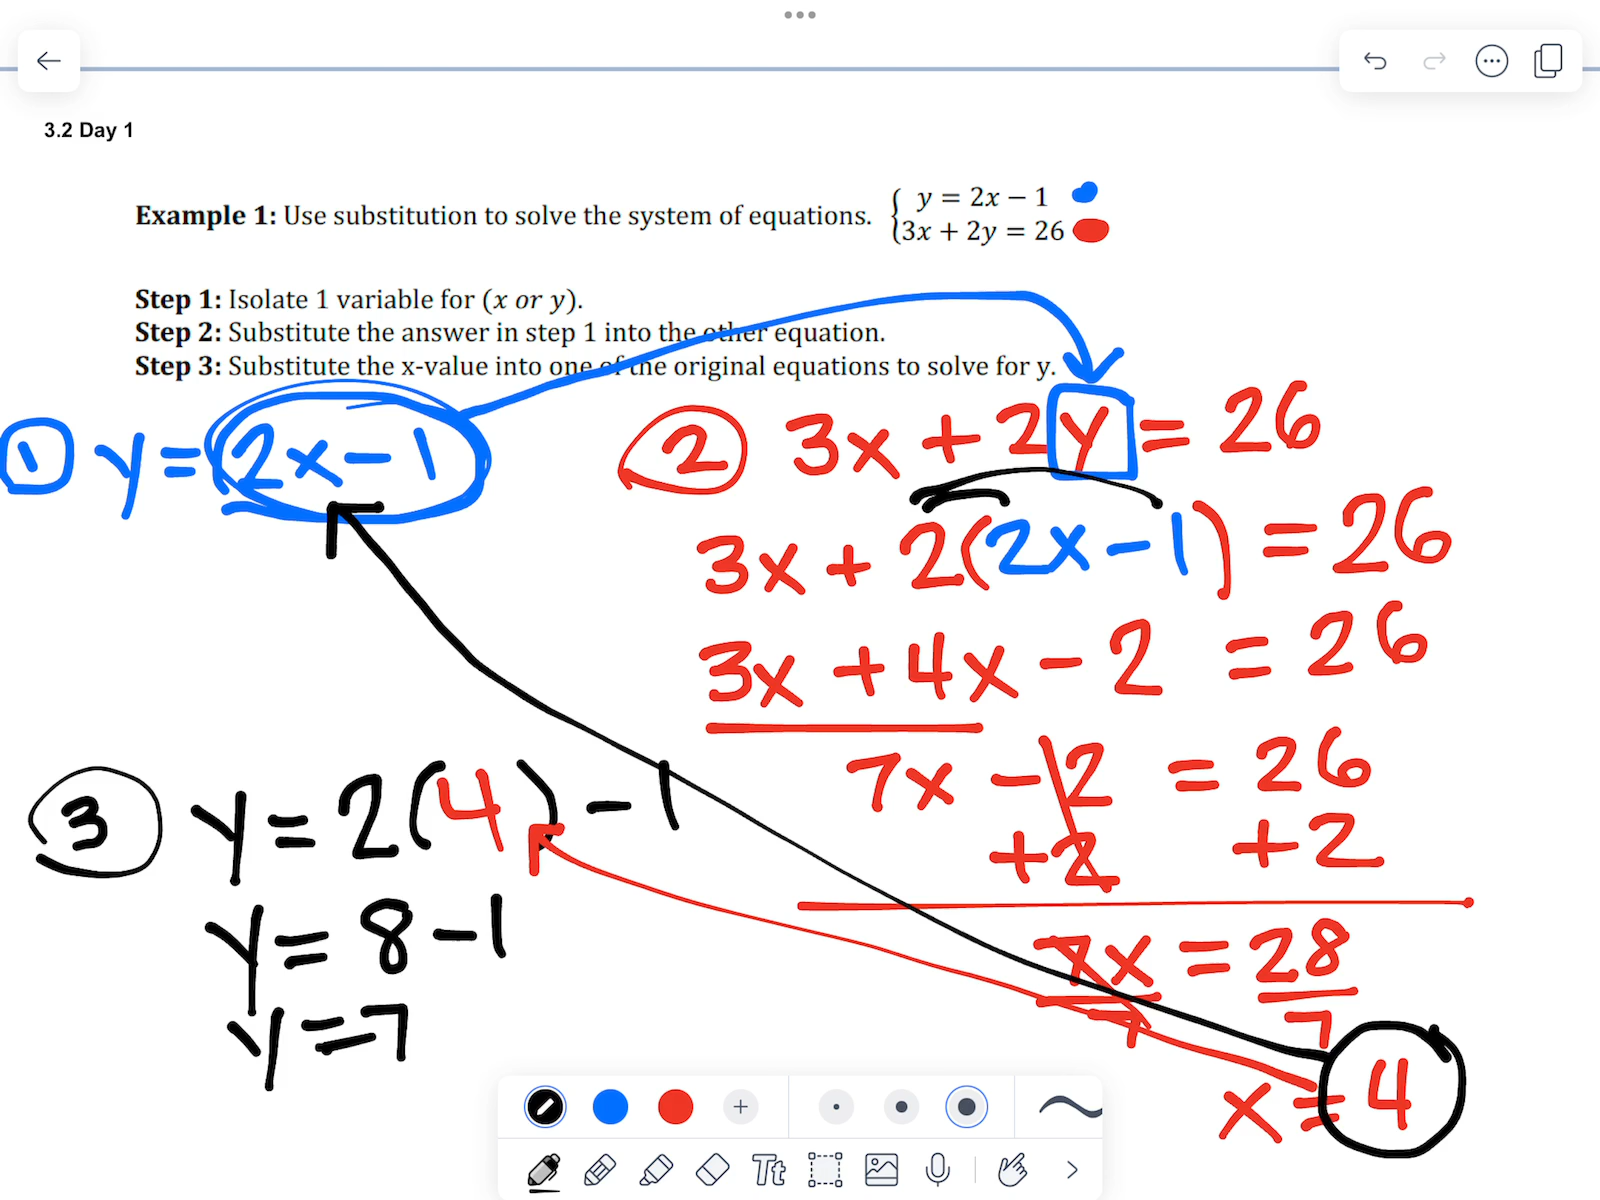 3.2 Day 1
Example 1: Use substitution to solve the system of equations. { y = 2x − 1
3x + 2y = 26
Step 1: Isolate 1 variable for (x or y).
Step 2: Substitute the answer in step 1 into the other equation.
Step 3: Substitute the x-value into one of the original equations to solve for y.
① y = 2x − 1
② 3x + 2y = 26
3x + 2(2x − 1) = 26
3x + 4x − 2 = 26
7x − 2 = 26
+2 +2
7x = 28
7 7
x = 4
③ y = 2(4) − 1
y = 8 − 1
y = 7
Tt